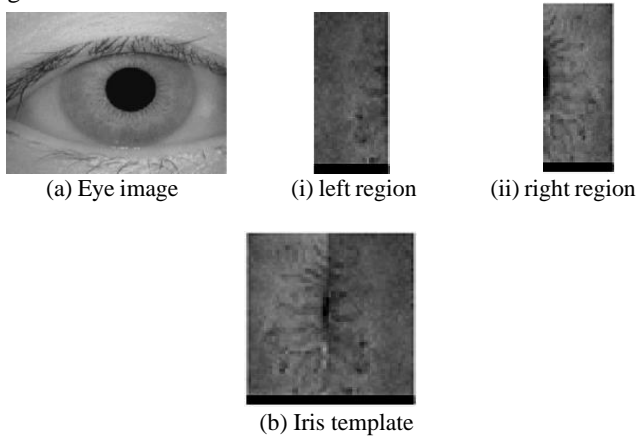 (a) Eye image
(i) left region
(ii) right region
(b) Iris template